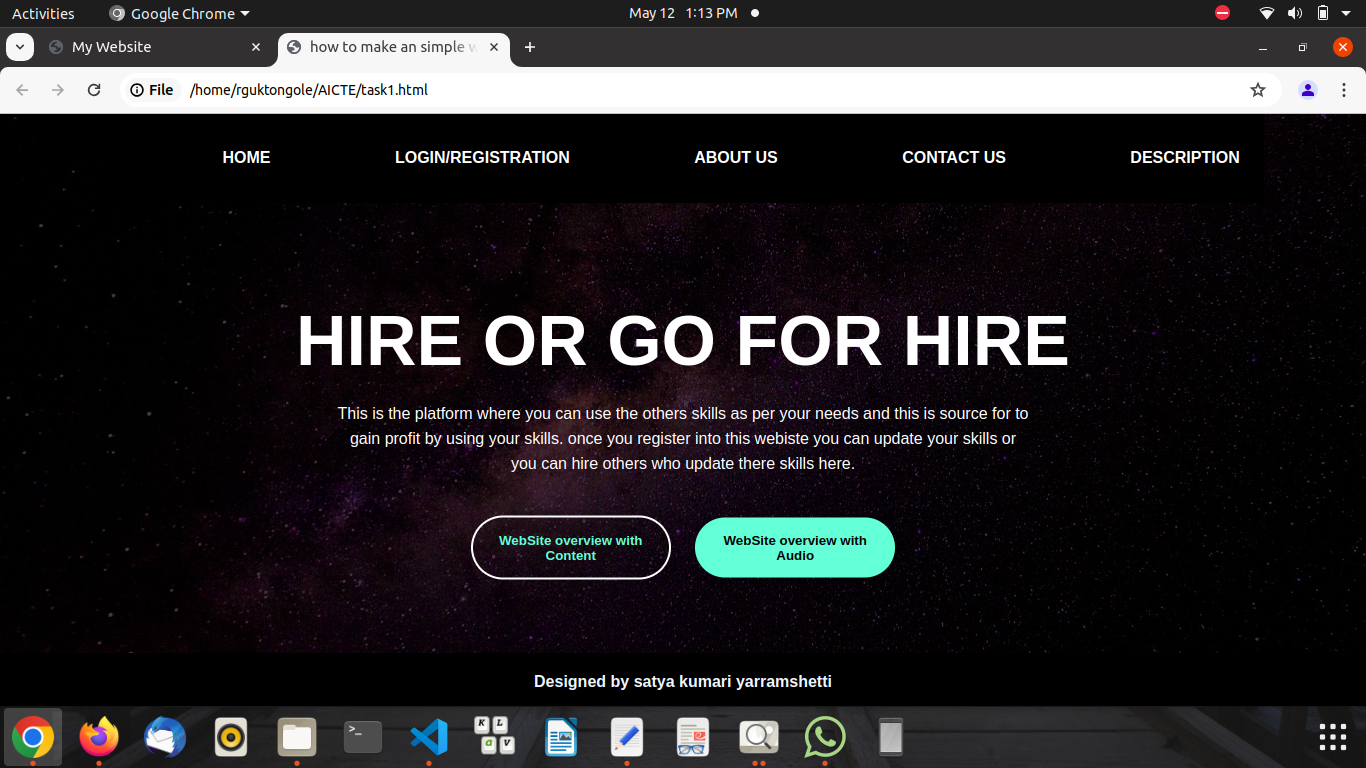 Activities
Google Chrome
May 12 1:13 PM
My Website
how to make an simple w
File
/home/rguktongole/AICTE/task1.html
HOME
LOGIN/REGISTRATION
ABOUT US
CONTACT US
DESCRIPTION
HIRE OR GO FOR HIRE
This is the platform where you can use the others skills as per your needs and this is source for to
gain profit by using your skills. once you register into this webiste you can update your skills or
you can hire others who update there skills here.
WebSite overview with
Content
WebSite overview with
Audio
Designed by satya kumari yarramshetti
>_
K L
a v